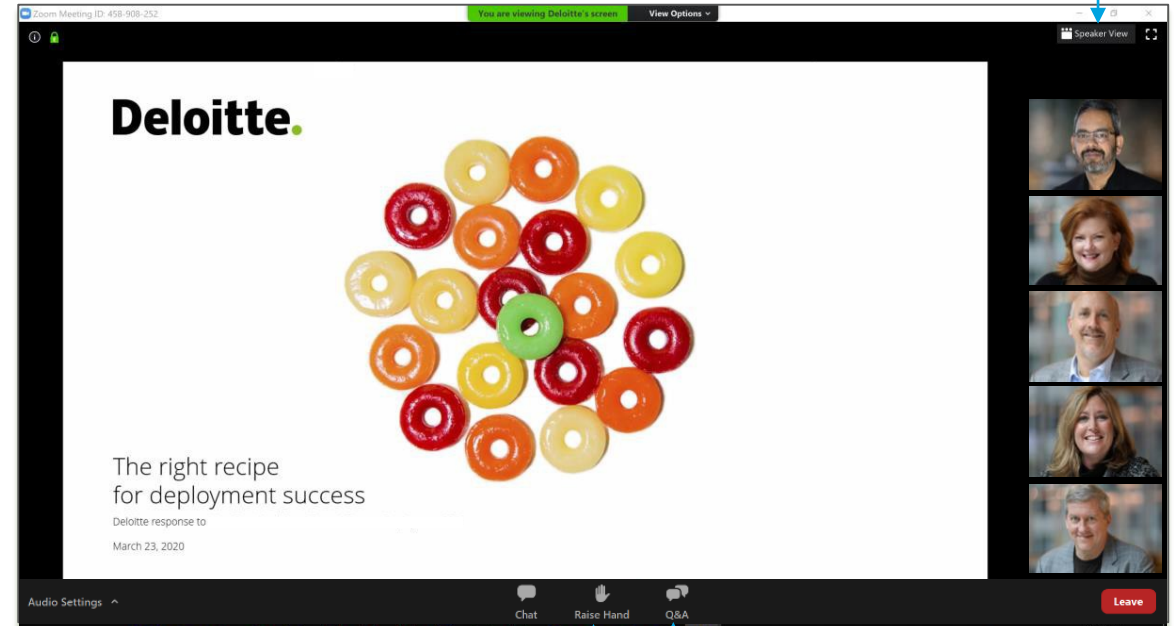 Zoom Meeting ID: 458-908-252
You are viewing Deloitte's screen
View Options
Speaker View
Deloitte.
The right recipe
for deployment success
Deloitte response to
March 23, 2020
Audio Settings
Chat
Raise Hand
Q&A
Leave